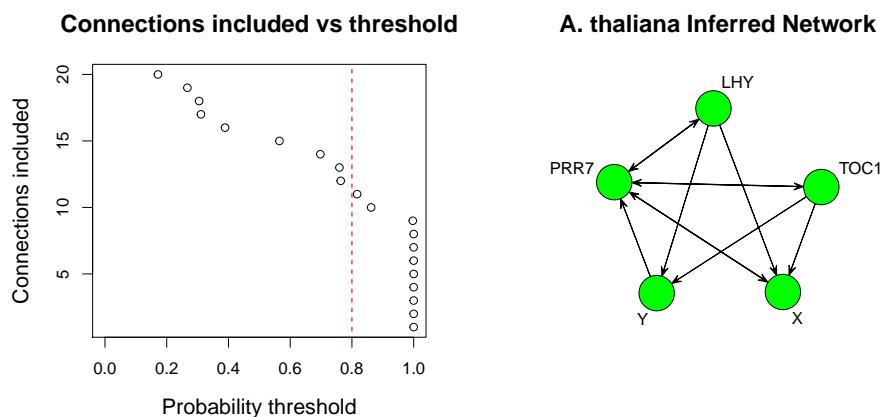 Connections included vs threshold
Connections included
20
15
10
5
0.0 0.2 0.4 0.6 0.8 1.0
Probability threshold
A. thaliana Inferred Network
LHY
PRR7
TOC1
Y
X